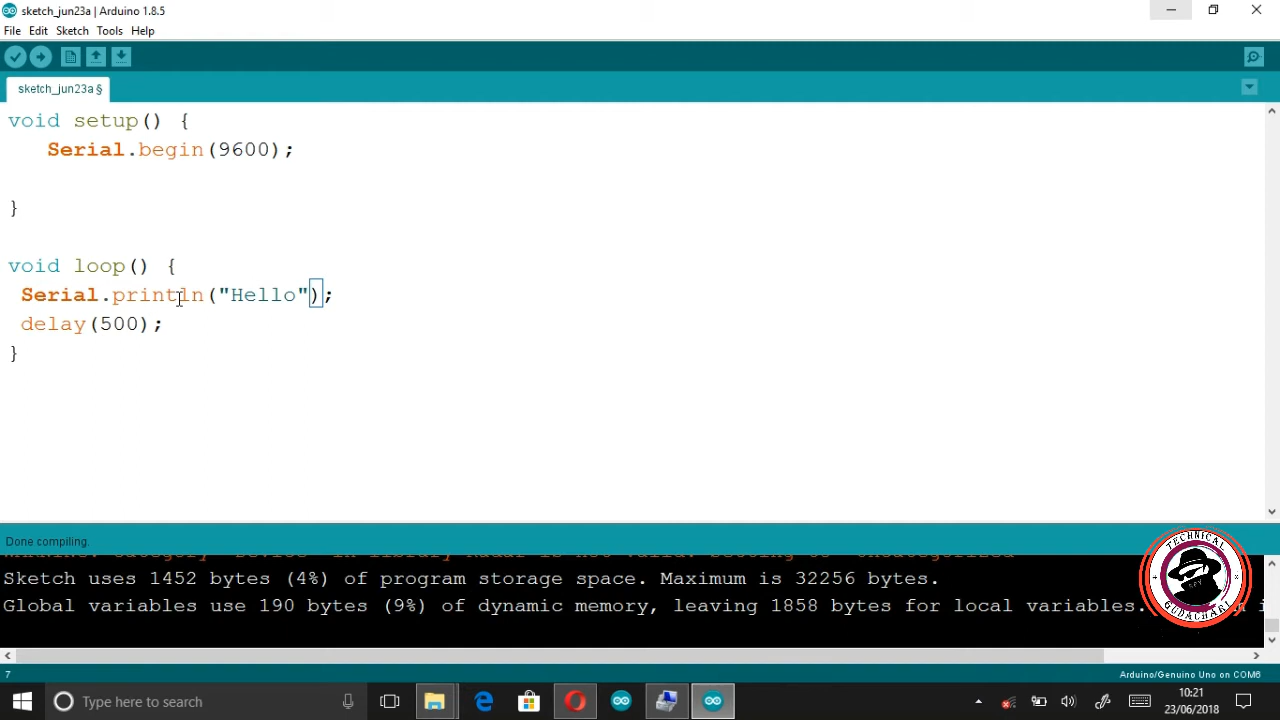 sketch_jun23a | Arduino 1.8.5
File Edit Sketch Tools Help
sketch_jun23a §
void setup() {
Serial.begin(9600);
}
void loop() {
Serial.println("Hello");
delay(500);
}
Done compiling.
Sketch uses 1452 bytes (4%) of program storage space. Maximum is 32256 bytes.
Global variables use 190 bytes (9%) of dynamic memory, leaving 1858 bytes for local variables.
TECHNICAL
SPY
GUDACHARI
7
Arduino/Genuino Uno on COM6
Type here to search
10:21
23/06/2018